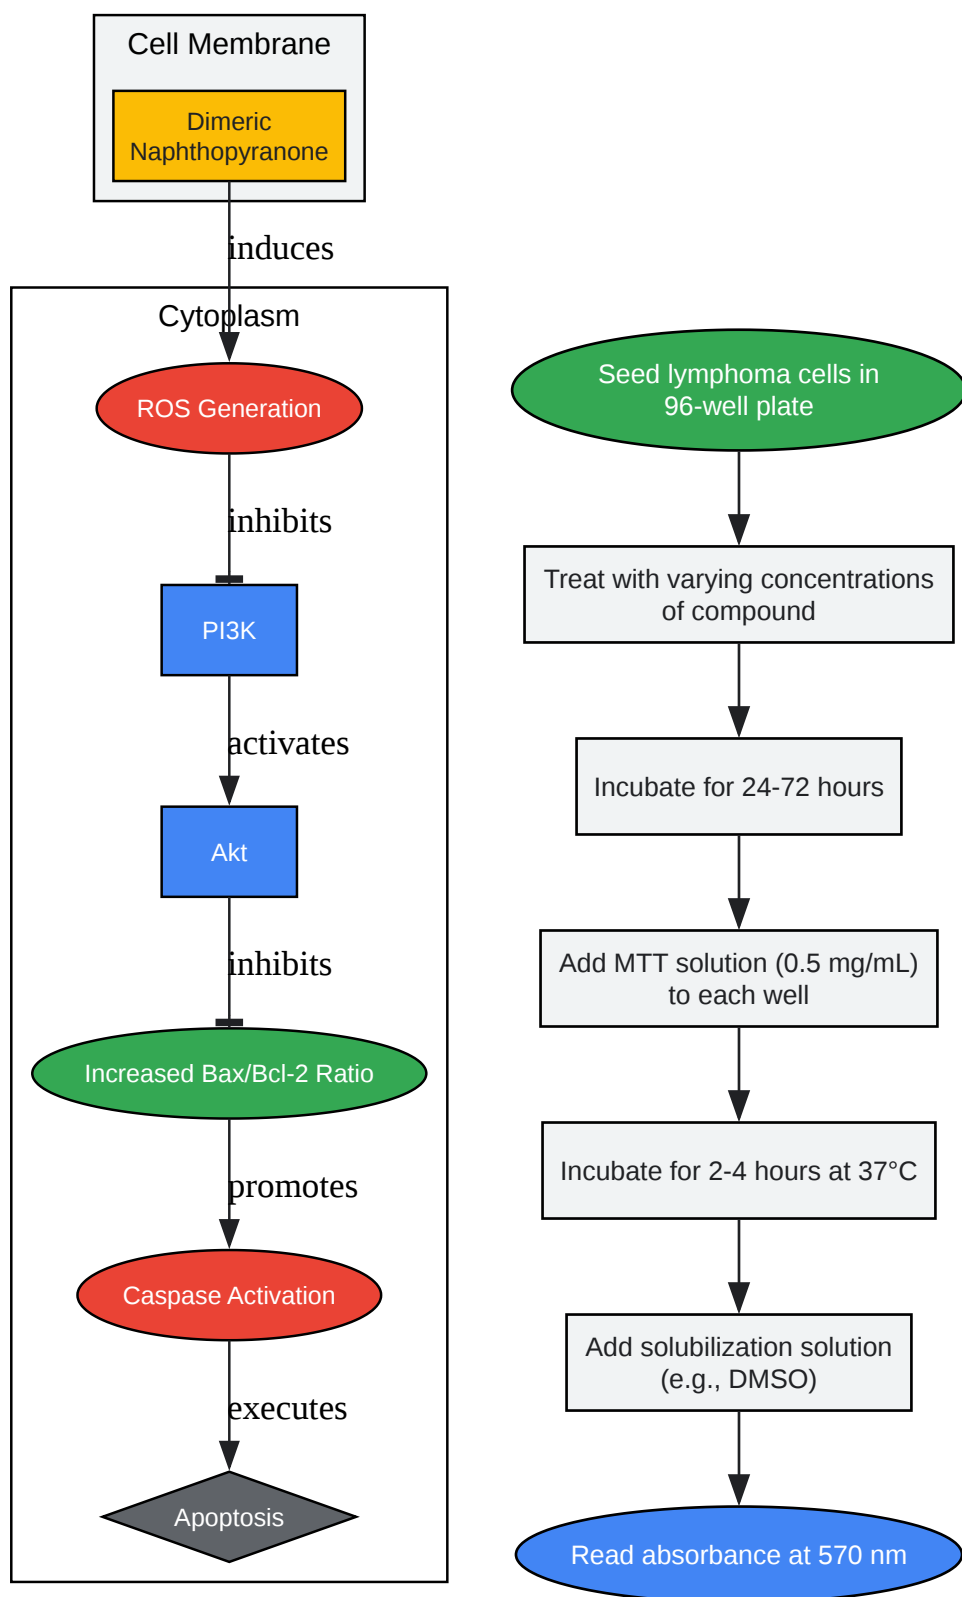 Cell Membrane
Dimeric
Naphthopyranone
induces
Cytoplasm
ROS Generation
inhibits
PI3K
activates
Akt
inhibits
Increased Bax/Bcl-2 Ratio
promotes
Caspase Activation
executes
Apoptosis
Seed lymphoma cells in
96-well plate
Treat with varying concentrations
of compound
Incubate for 24-72 hours
Add MTT solution (0.5 mg/mL)
to each well
Incubate for 2-4 hours at 37°C
Add solubilization solution
(e.g., DMSO)
Read absorbance at 570 nm